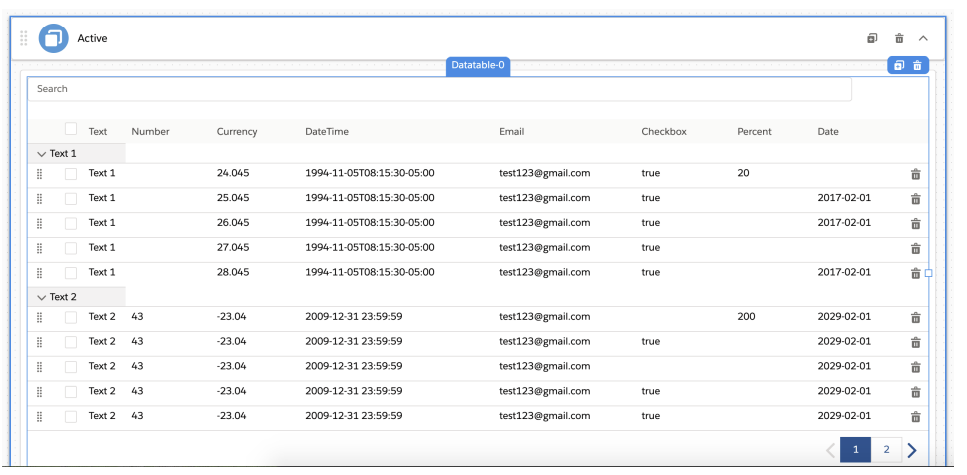 Active
Datatable-0
Search
Text Number Currency DateTime Email Checkbox Percent Date
Text 1
Text 1 24.045 1994-11-05T08:15:30-05:00 test123@gmail.com true 20
Text 1 25.045 1994-11-05T08:15:30-05:00 test123@gmail.com true 2017-02-01
Text 1 26.045 1994-11-05T08:15:30-05:00 test123@gmail.com true 2017-02-01
Text 1 27.045 1994-11-05T08:15:30-05:00 test123@gmail.com true
Text 1 28.045 1994-11-05T08:15:30-05:00 test123@gmail.com true 2017-02-01
Text 2
Text 2 43 -23.04 2009-12-31 23:59:59 test123@gmail.com 200 2029-02-01
Text 2 43 -23.04 2009-12-31 23:59:59 test123@gmail.com true 2029-02-01
Text 2 43 -23.04 2009-12-31 23:59:59 test123@gmail.com 2029-02-01
Text 2 43 -23.04 2009-12-31 23:59:59 test123@gmail.com true 2029-02-01
Text 2 43 -23.04 2009-12-31 23:59:59 test123@gmail.com true 2029-02-01
1 2